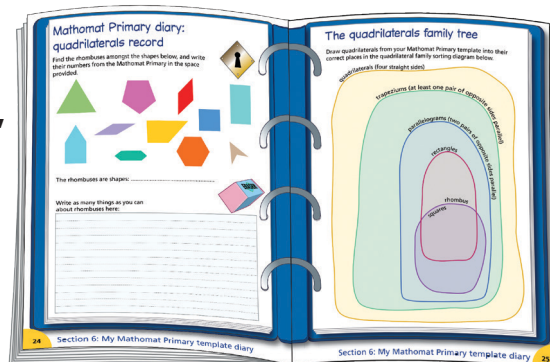 Mathomat Primary diary:
quadrilaterals record
Find the rhombuses amongst the shapes below, and write
their numbers from the Mathomat Primary in the space
provided.
The rhombuses are shapes:
Write as many things as you can
about rhombuses here:
24 Section 6: My Mathomat Primary template diary
The quadrilaterals family tree
Draw quadrilaterals from your Mathomat Primary template into their
correct places in the quadrilateral family sorting diagram below.
quadrilaterals (four straight sides)
trapeziums (at least one pair of opposite sides parallel)
parallelograms (two pairs of opposite sides parallel)
rectangles
rhombus
squares
Section 6: My Mathomat Primary template diary 25